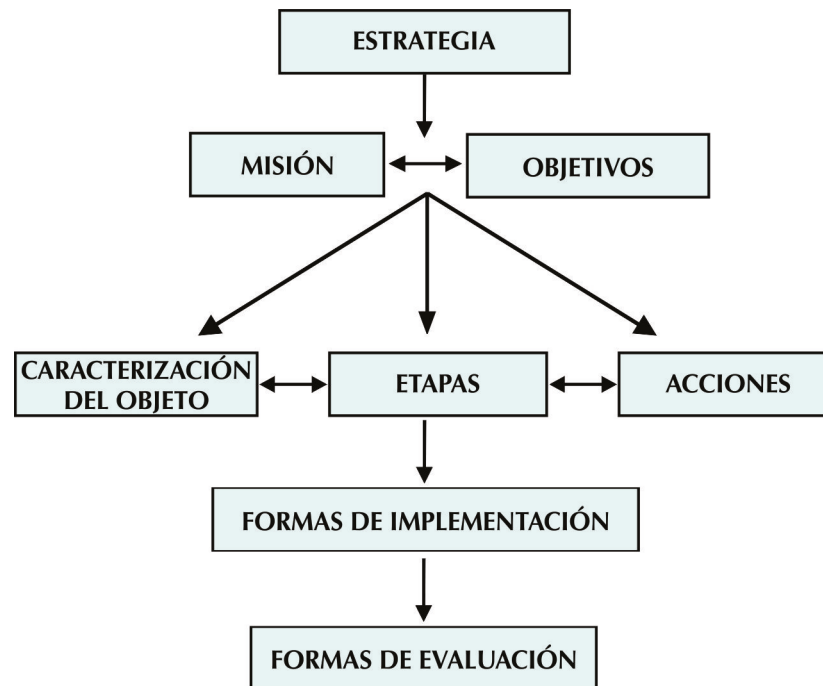 ESTRATEGIA
MISIÓN
OBJETIVOS
CARACTERIZACIÓN
DEL OBJETO
ETAPAS
ACCIONES
FORMAS DE IMPLEMENTACIÓN
FORMAS DE EVALUACIÓN